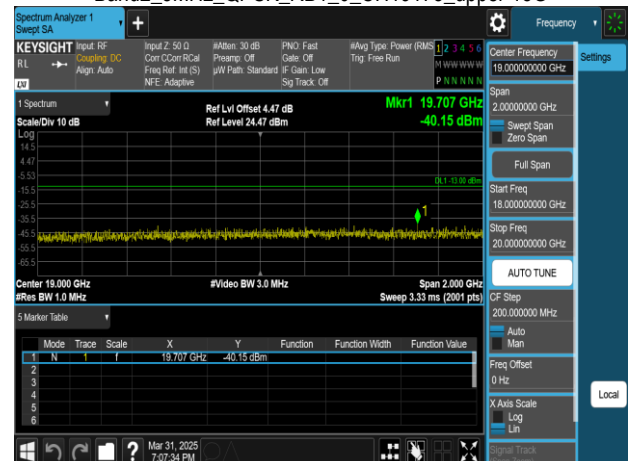 Spectrum Analyzer 1
Swept SA
Frequency
KEYSIGHT
Input: RF
Input Z: 50 Ω
#Atten: 30 dB
PNO: Fast
#Avg Type: Power (RMS
1 2 3 4 5 6
RL
Coupling: DC
Corr CCorr RCal
Preamp: Off
Gate: Off
Trig: Free Run
M W W W W W
Align: Auto
Freq Ref: Int (S)
µW Path: Standard
IF Gain: Low
NFE: Adaptive
Sig Track: Off
P N N N N N
LXI
Center Frequency
19.000000000 GHz
Settings
Span
2.00000000 GHz
Swept Span
Zero Span
Full Span
Start Freq
18.000000000 GHz
Stop Freq
20.000000000 GHz
AUTO TUNE
CF Step
200.000000 MHz
Auto
Man
Freq Offset
0 Hz
X Axis Scale
Log
Lin
Signal Track
Local
1 Spectrum
Ref Lvl Offset 4.47 dB
Mkr1 19.707 GHz
Scale/Div 10 dB
Ref Level 24.47 dBm
-40.15 dBm
Log
14.5
4.47
-5.53
DL1 -13.00 dBm
-15.5
-25.5
1
-35.5
-45.5
-55.5
-65.5
Center 19.000 GHz
#Video BW 3.0 MHz
Span 2.000 GHz
#Res BW 1.0 MHz
Sweep 3.33 ms (2001 pts)
5 Marker Table
Mode Trace Scale X Y Function Function Width Function Value
1 N 1 f 19.707 GHz -40.15 dBm
2
3
4
5
6
?
Mar 31, 2025
7:07:34 PM